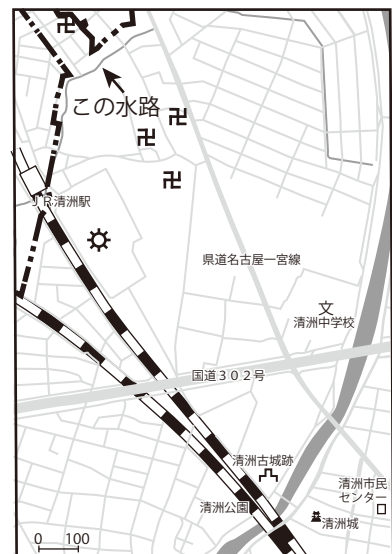 この水路
ＪＲ清洲駅
県道名古屋一宮線
文
清洲中学校
国道３０２号
清洲古城跡
清洲市民
センター
清洲公園
清洲城
0 100